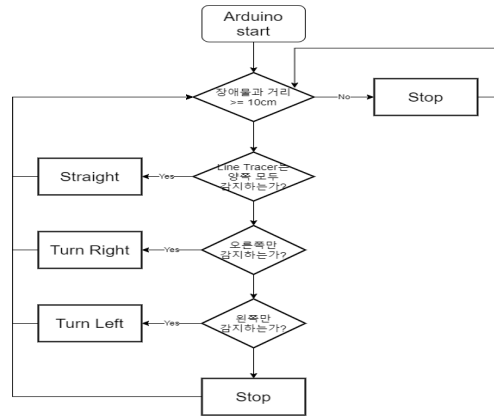 Arduino
start
장애물과 거리
>= 10cm
No
Stop
Line Tracer는
양쪽 모두
감지하는가?
Yes
Straight
오른쪽만
감지하는가?
Yes
Turn Right
왼쪽만
감지하는가?
Yes
Turn Left
Stop